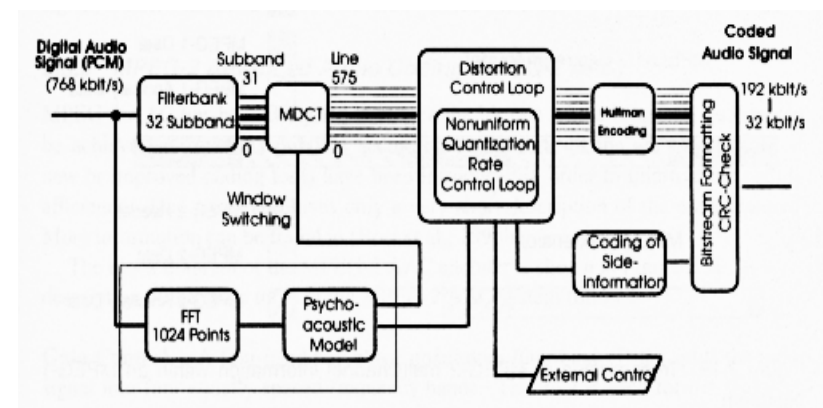 Digital Audio
Signal (PCM)
(768 kbit/s)
Filterbank
32 Subband
Subband
31
0
MDCT
Line
575
0
Window
Switching
Distortion
Control Loop
Nonuniform
Quantization
Rate
Control Loop
Huffman
Encoding
Coded
Audio Signal
192 kbit/s
32 kbit/s
Bitstream Formatting
CRC-Check
Coding of
Side-
information
FFT
1024 Points
Psycho-
acoustic
Model
External Control